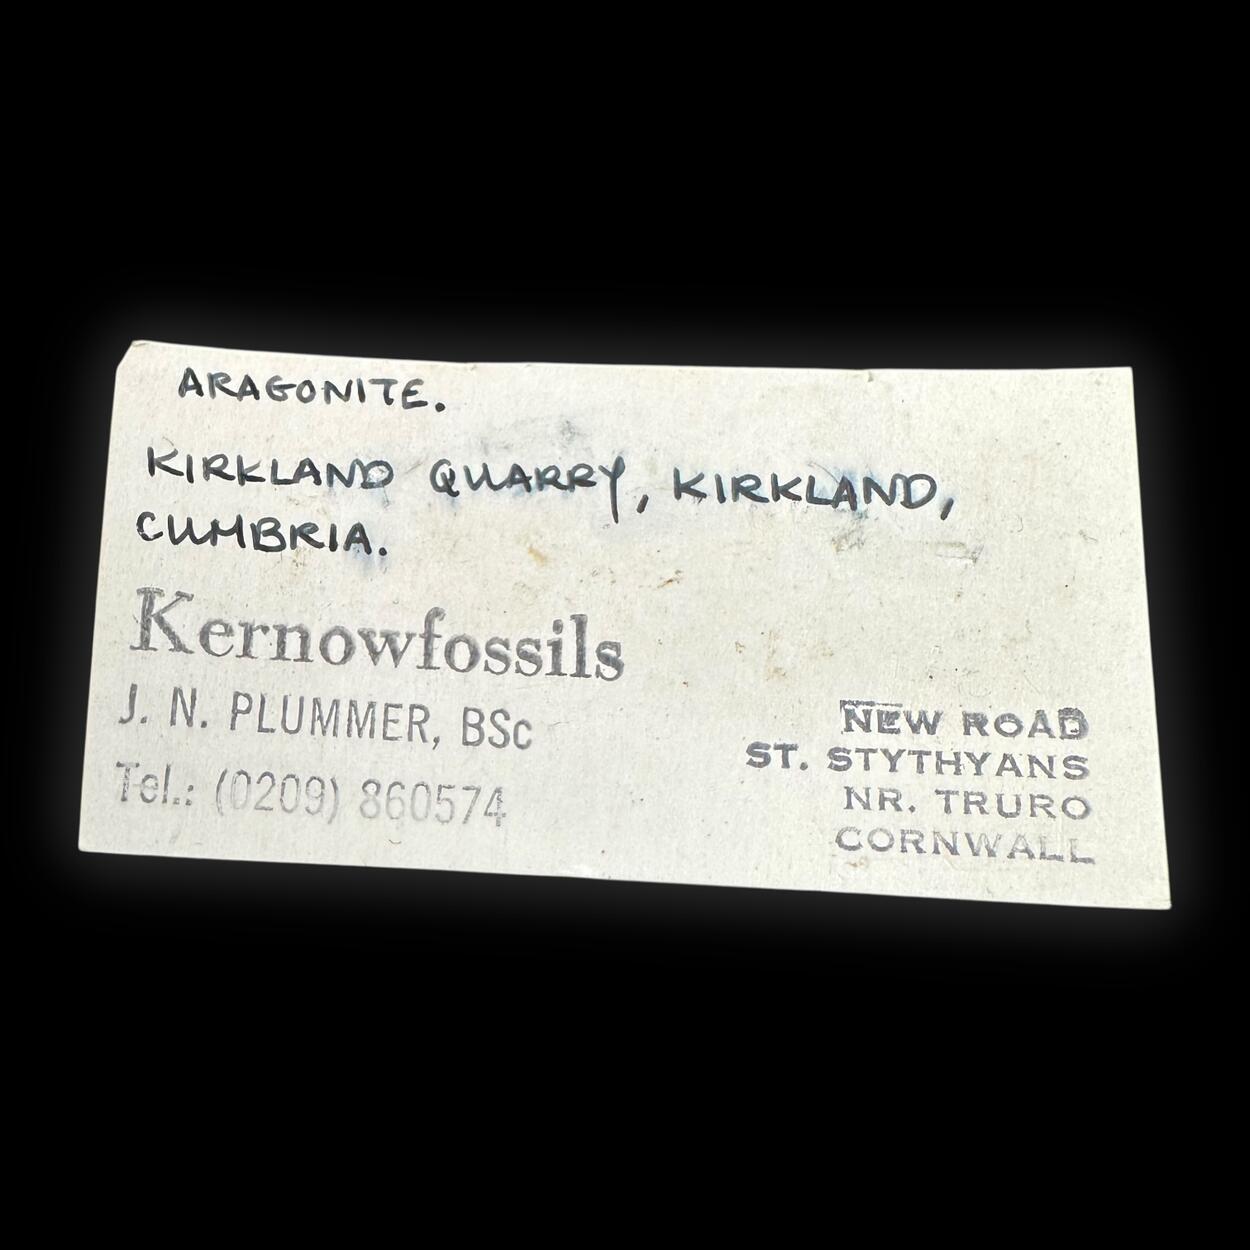 ARAGONITE.
KIRKLAND QUARRY, KIRKLAND,
CUMBRIA.
Kernowfossils
J. N. PLUMMER, BSc
Tel.: (0209) 860574
NEW ROAD
ST. STYTHYANS
NR. TRURO
CORNWALL